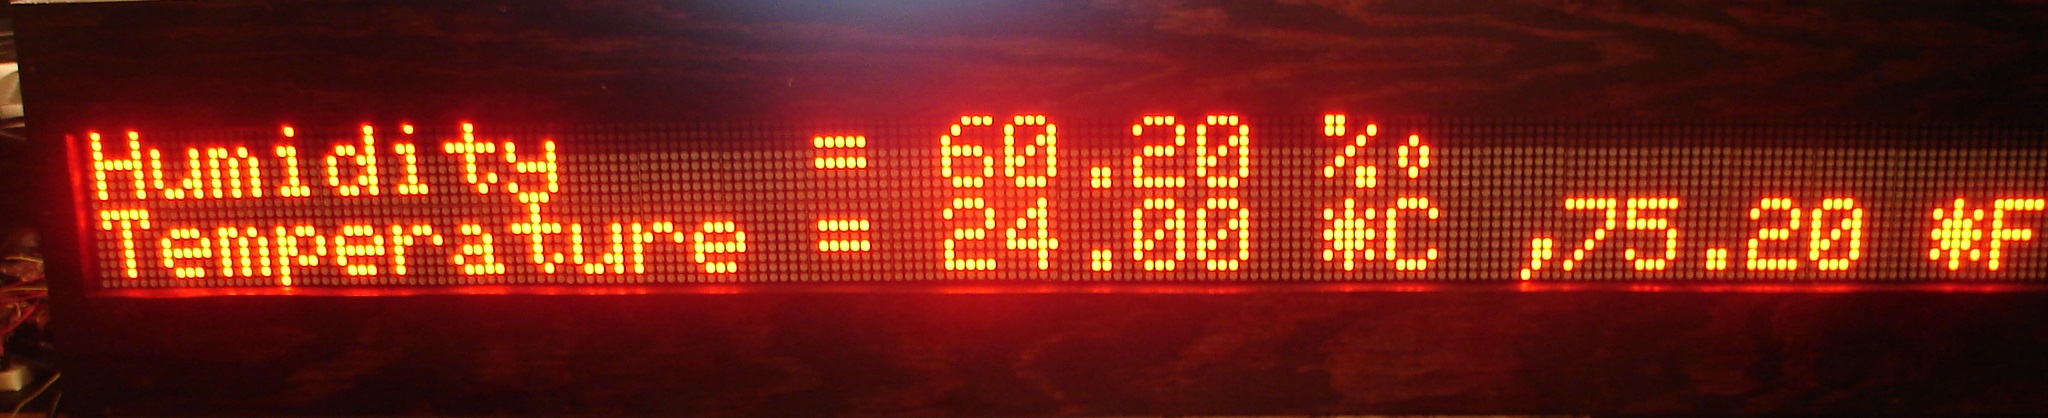 Humidity = 60.20 %
Temperature = 24.00 *C ,75.20 *F